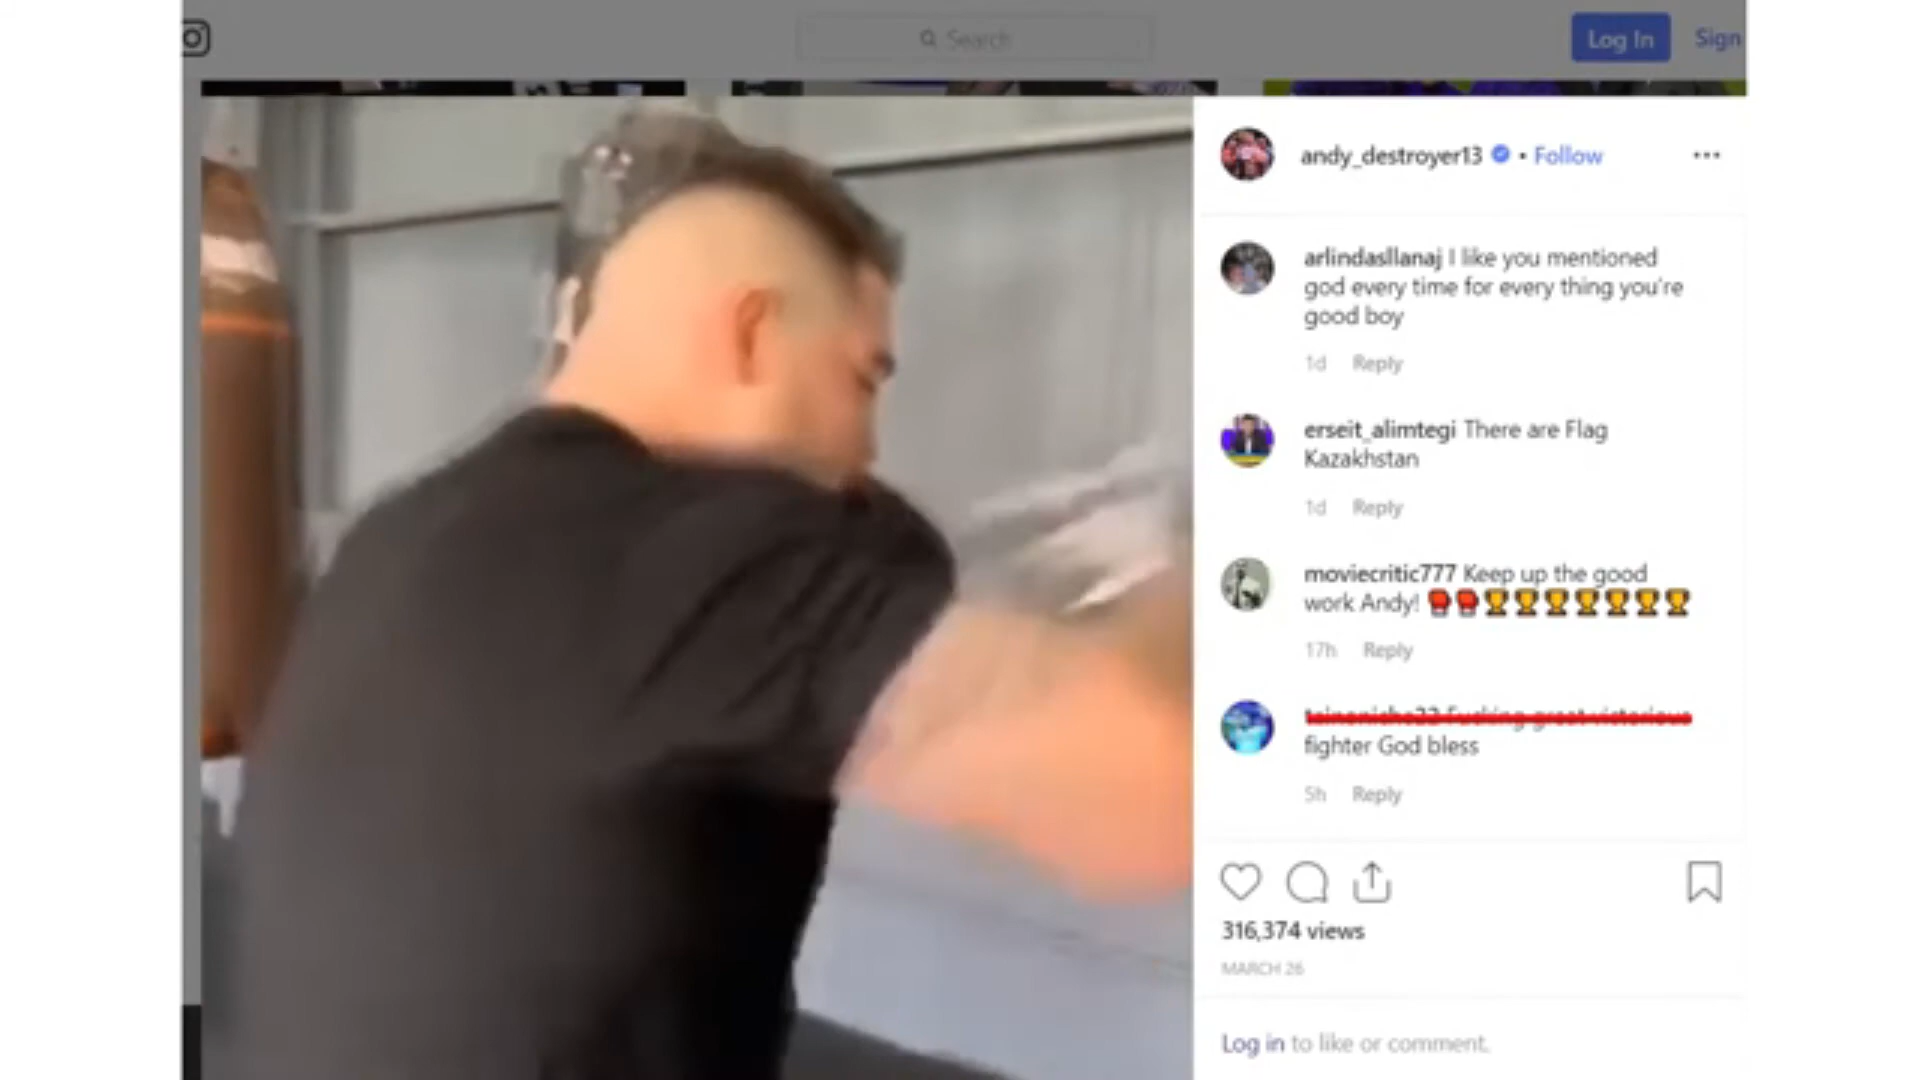 Search
Log In
Sign
andy_destroyer13 • Follow
arlindasllanaj I like you mentioned
god every time for every thing you're
good boy
1d Reply
erseit_alimtegi There are Flag
Kazakhstan
1d Reply
moviecritic777 Keep up the good
work Andy! 🥊🥊🏆🏆🏆🏆🏆🏆🏆
17h Reply
great victorious
fighter God bless
5h Reply
316,374 views
MARCH 26
Log in to like or comment.